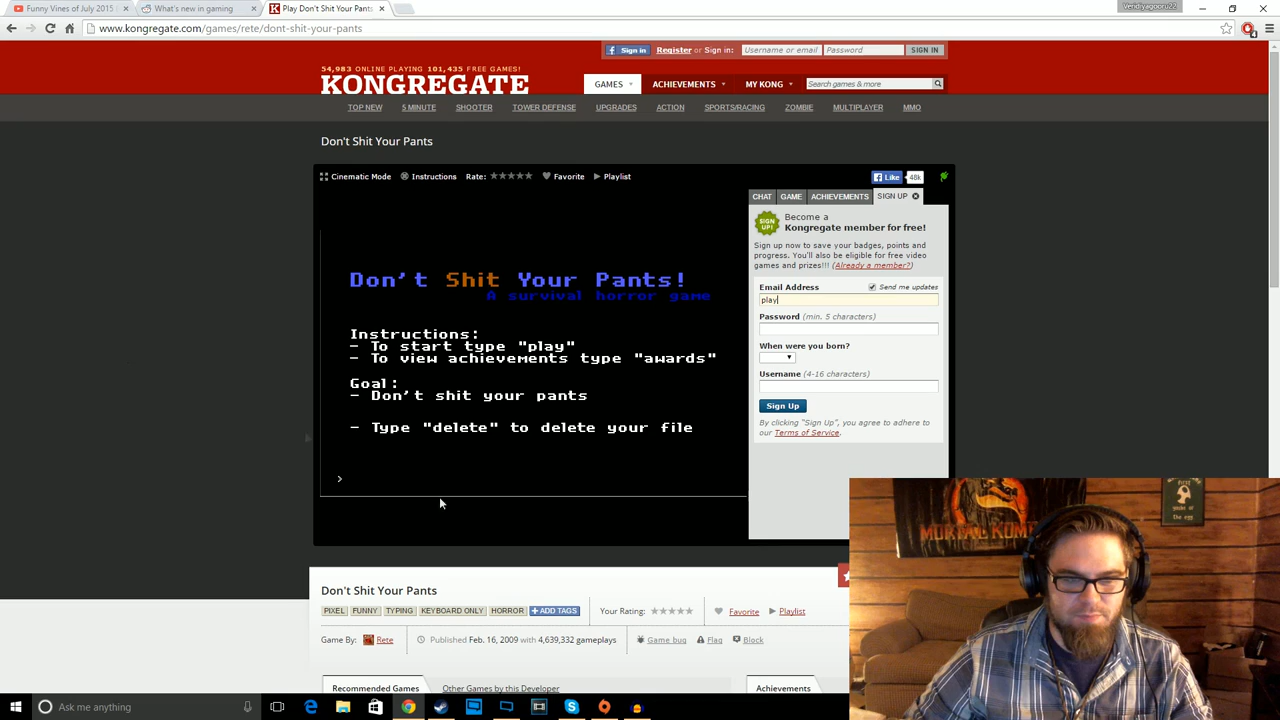 Funny Vines of July 2015
What's new in gaming
Play Don't Shit Your Pants
Veridiyagooru22
www.kongregate.com/games/rete/dont-shit-your-pants
Sign in Register or Sign in: Username or email Password SIGN IN
54,983 ONLINE PLAYING 101,435 FREE GAMES!
KONGREGATE
GAMES ACHIEVEMENTS MY KONG Search games & more
TOP NEW 5 MINUTE SHOOTER TOWER DEFENSE UPGRADES ACTION SPORTS/RACING ZOMBIE MULTIPLAYER MMO
Don't Shit Your Pants
Cinematic Mode Instructions Rate: Favorite Playlist Like 48k
CHAT GAME ACHIEVEMENTS SIGN UP
SIGN UP!
Become a
Kongregate member for free!
Sign up now to save your badges, points and
progress. You'll also be eligible for free video
games and prizes!!! (Already a member?)
Email Address Send me updates
play
Password (min. 5 characters)
When were you born?
Username (4-16 characters)
Sign Up
By clicking "Sign Up", you agree to adhere to
our Terms of Service.
Don't Shit Your Pants!
A survival horror game
Instructions:
- To start type "play"
- To view achievements type "awards"
Goal:
- Don't shit your pants
- Type "delete" to delete your file
>
Don't Shit Your Pants
PIXEL FUNNY TYPING KEYBOARD ONLY HORROR + ADD TAGS
Your Rating: Favorite Playlist
Game By: Rete Published Feb. 16, 2009 with 4,639,332 gameplays Game bug Flag Block
Recommended Games Other Games by this Developer Achievements
MORTAL KOM
Ask me anything